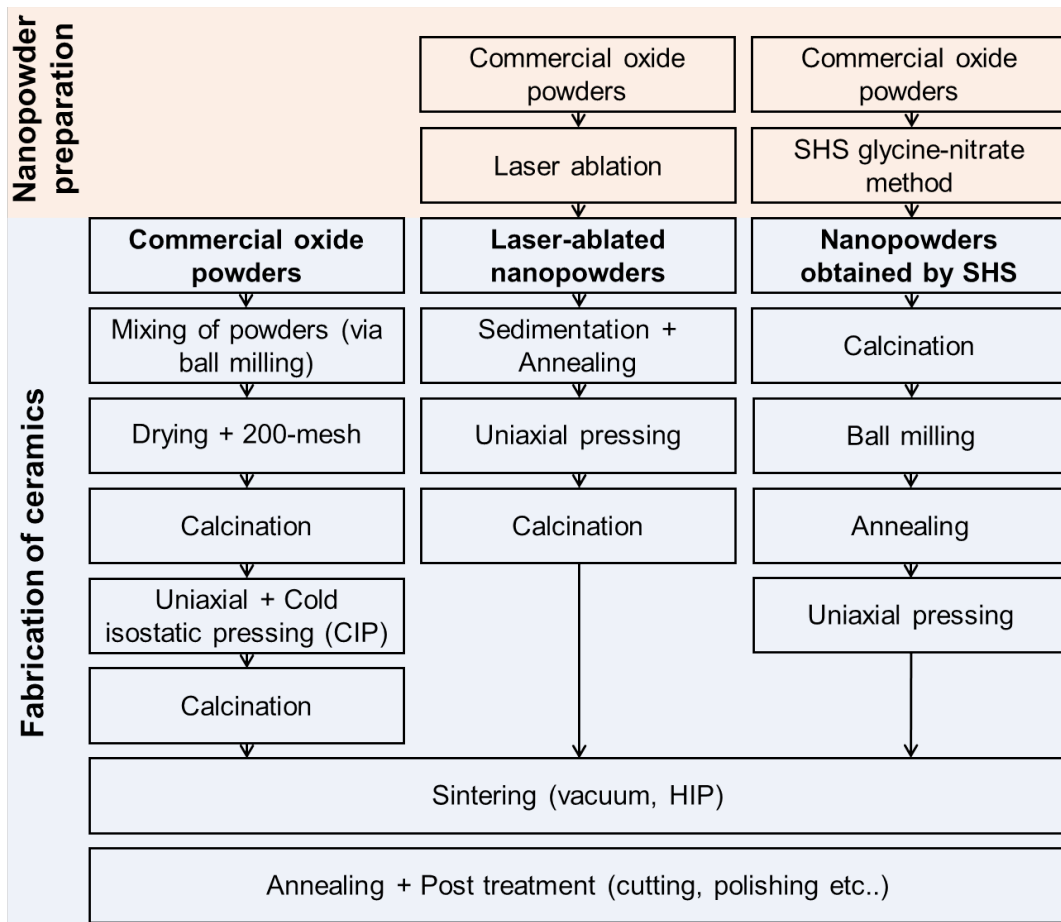 Nanopowder
preparation
Commercial oxide
powders
Laser ablation
Commercial oxide
powders
SHS glycine-nitrate
method
Fabrication of ceramics
Commercial oxide
powders
Mixing of powders (via
ball milling)
Drying + 200-mesh
Calcination
Uniaxial + Cold
isostatic pressing (CIP)
Calcination
Laser-ablated
nanopowders
Sedimentation +
Annealing
Uniaxial pressing
Calcination
Nanopowders
obtained by SHS
Calcination
Ball milling
Annealing
Uniaxial pressing
Sintering (vacuum, HIP)
Annealing + Post treatment (cutting, polishing etc..)